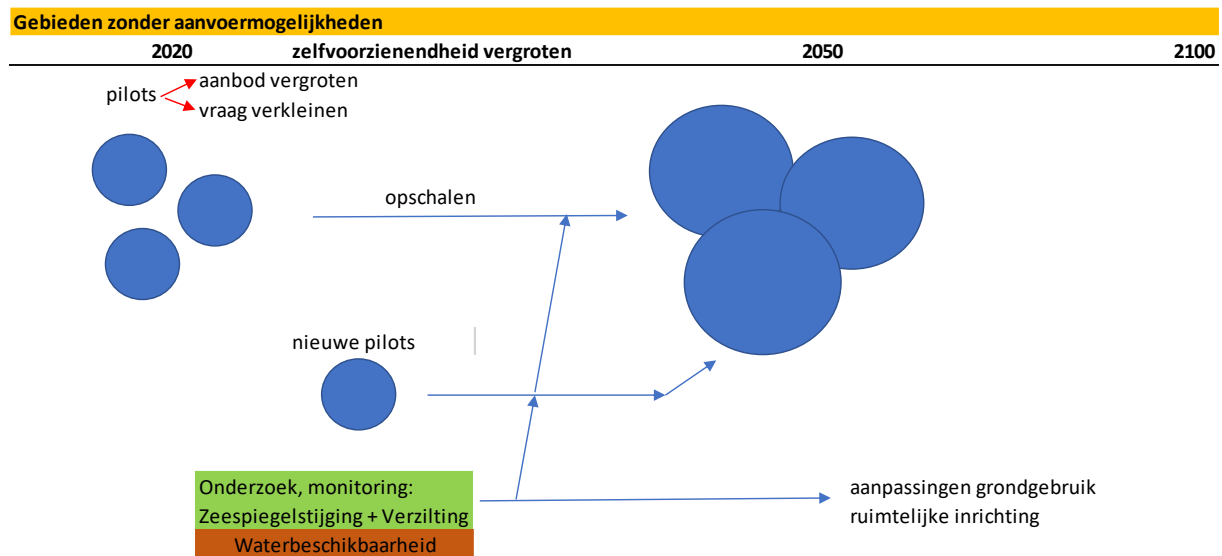 Gebieden zonder aanvoermogelijkheden
2020 zelfvoorzienendheid vergroten 2050 2100
aanbod vergroten
pilots
vraag verkleinen
opschalen
nieuwe pilots
Onderzoek, monitoring:
Zeespiegelstijging + Verzilting
Waterbeschikbaarheid
aanpassingen grondgebruik
ruimtelijke inrichting